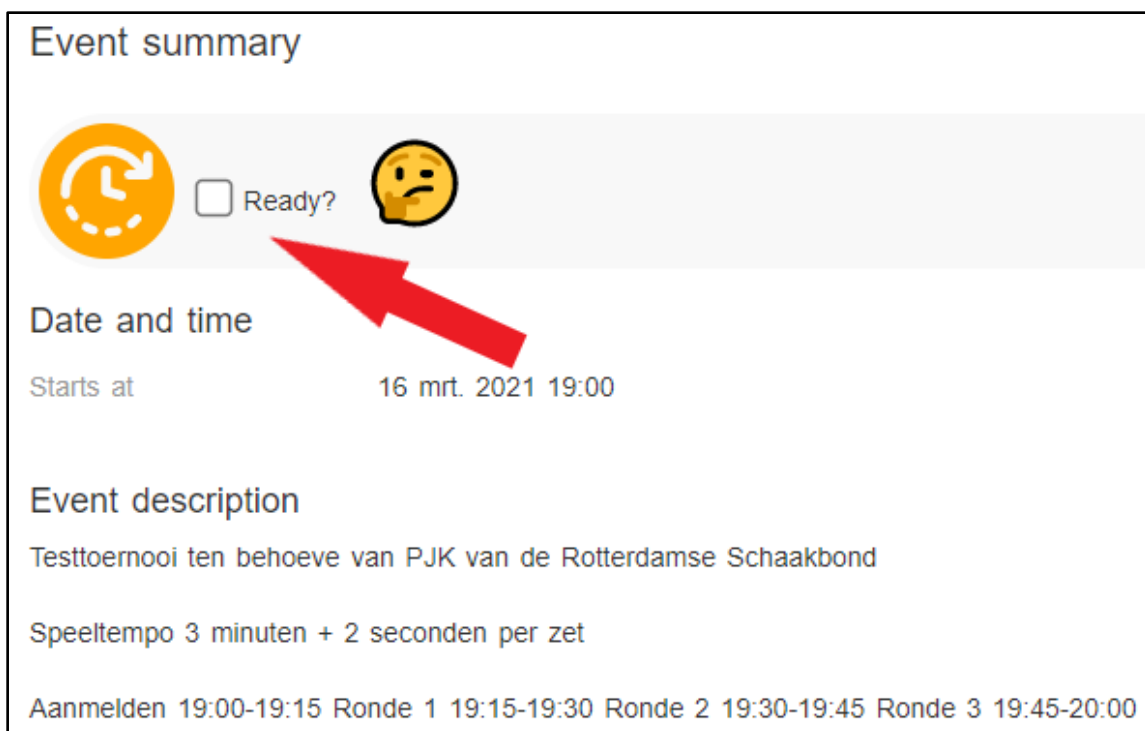 Event summary
Ready?
Date and time
Starts at 16 mrt. 2021 19:00
Event description
Testtoernooi ten behoeve van PJK van de Rotterdamse Schaakbond
Speeltempo 3 minuten + 2 seconden per zet
Aanmelden 19:00-19:15 Ronde 1 19:15-19:30 Ronde 2 19:30-19:45 Ronde 3 19:45-20:00